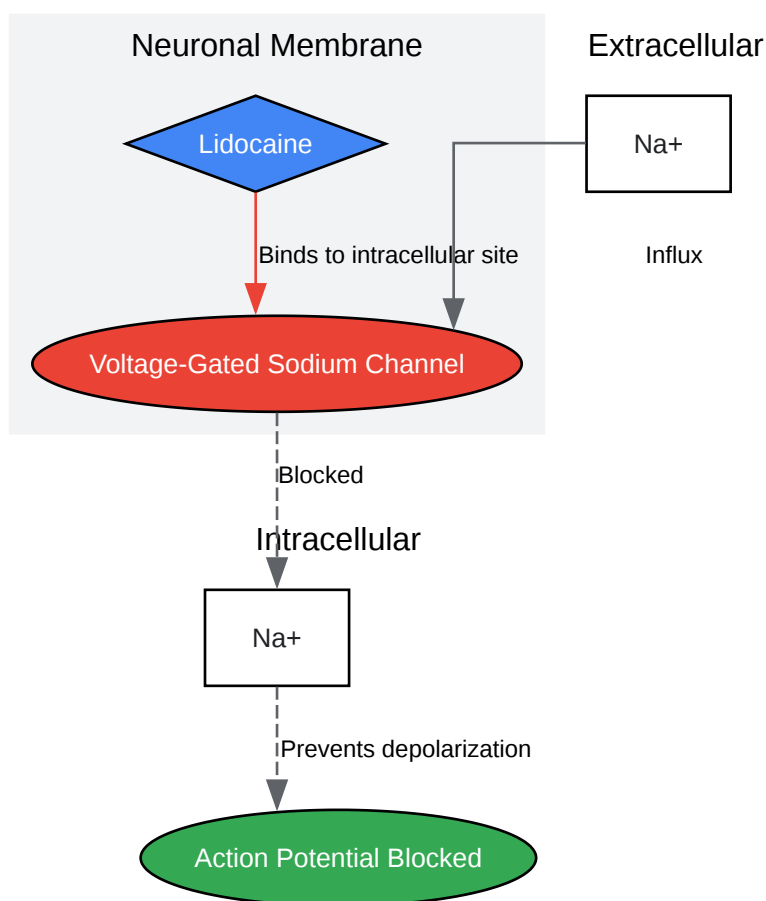 Neuronal Membrane
Extracellular
Lidocaine
Na+
Binds to intracellular site
Influx
Voltage-Gated Sodium Channel
Blocked
Intracellular
Na+
Prevents depolarization
Action Potential Blocked